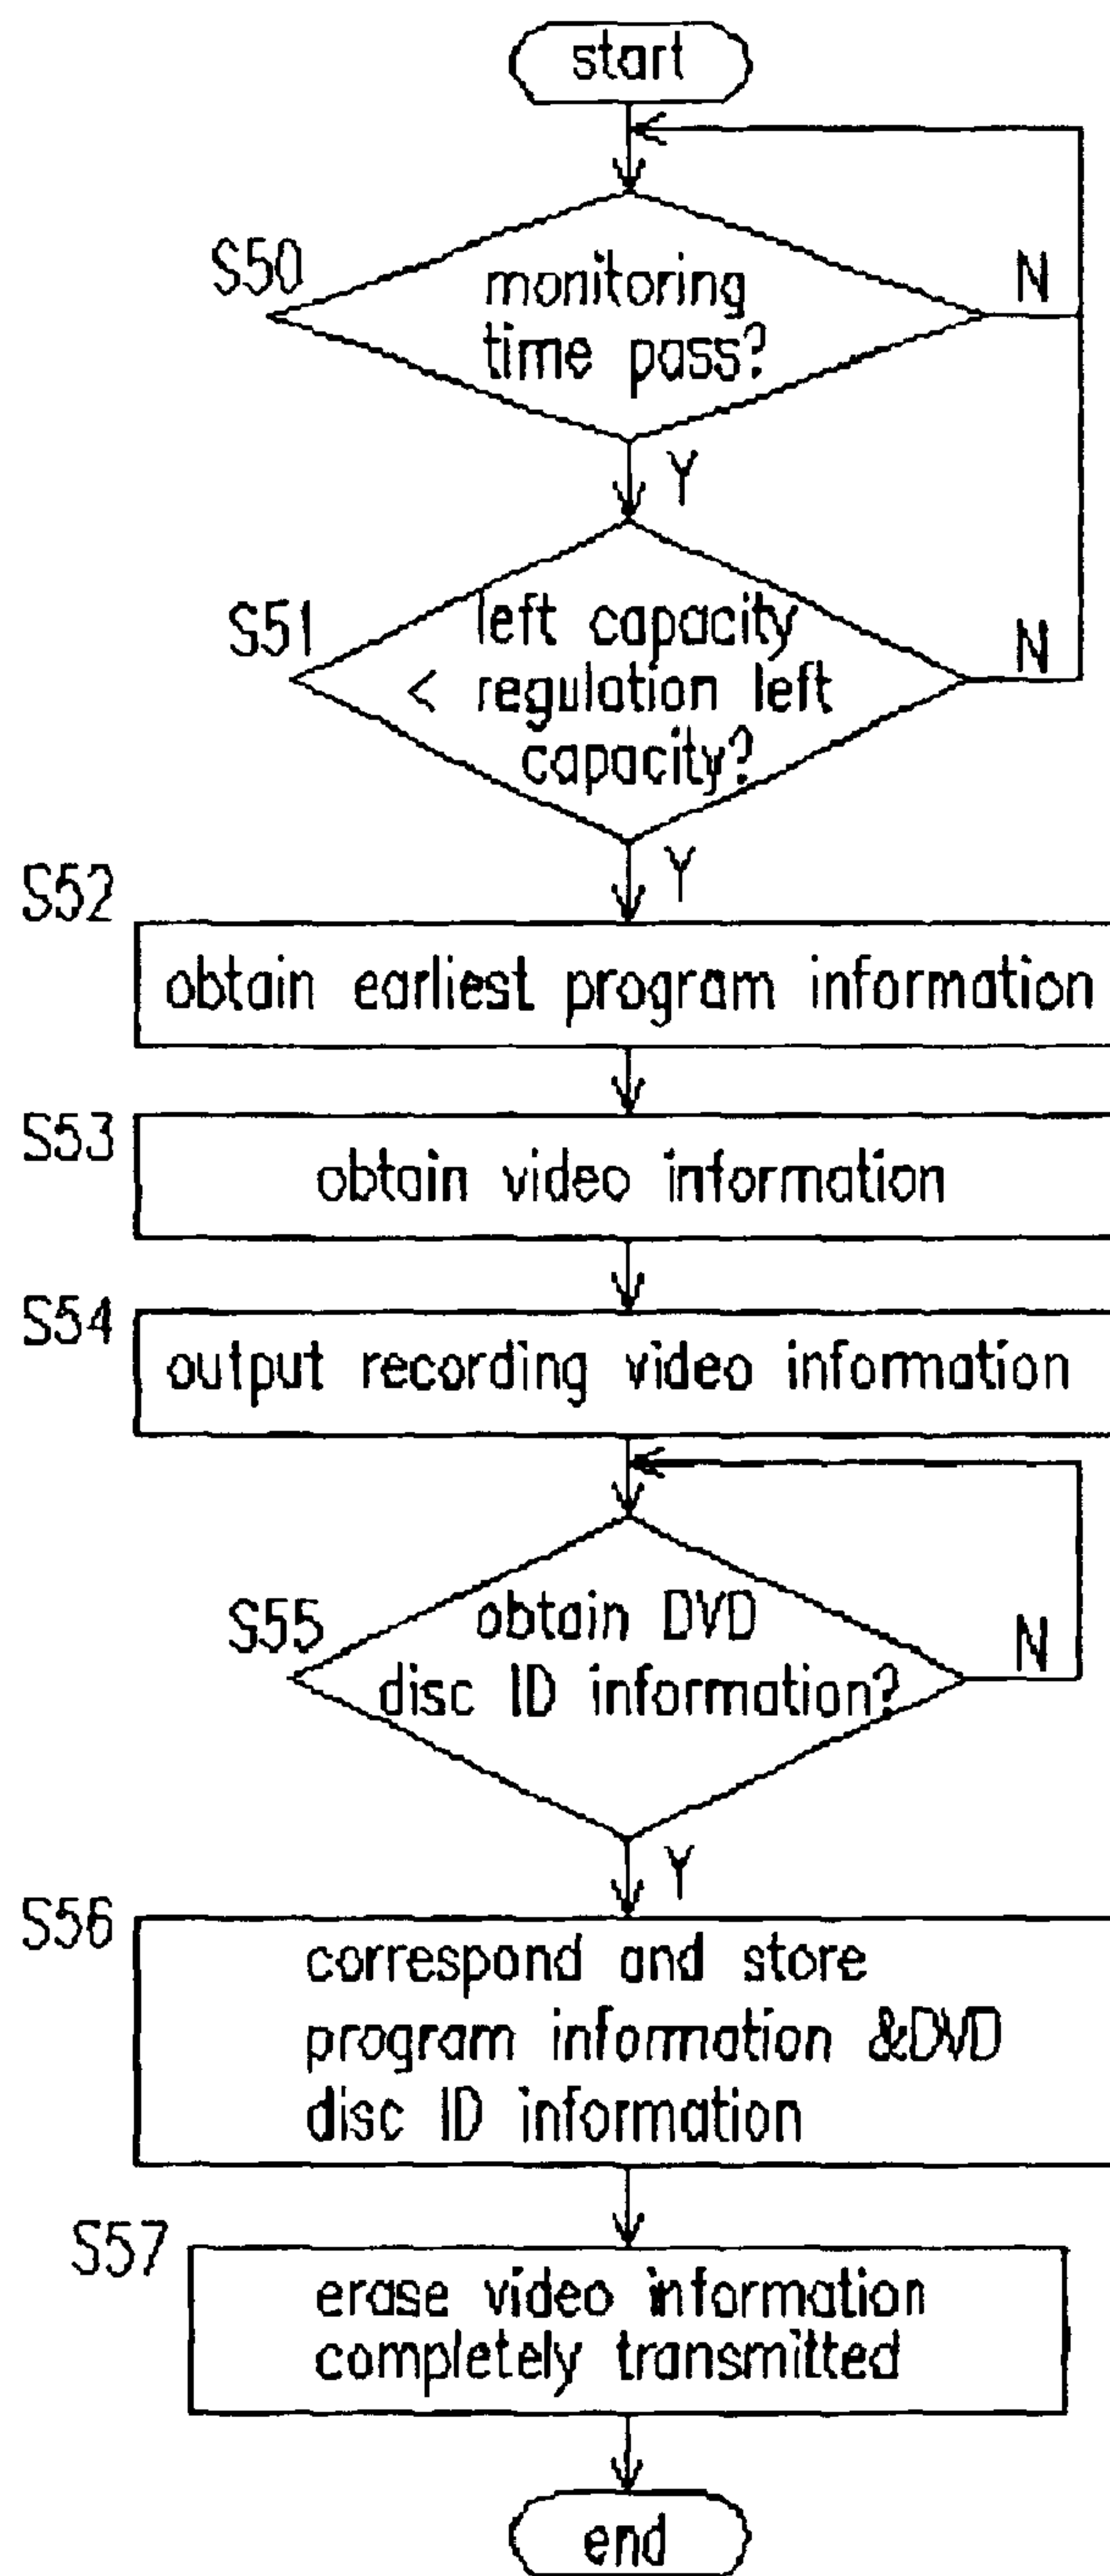 start
S50
monitoring
time pass?
N
Y
S51
left capacity
< regulation left
capacity?
N
Y
S52
obtain earliest program information
S53
obtain video information
S54
output recording video information
S55
obtain DVD
disc ID information?
N
Y
S56
correspond and store
program information &DVD
disc ID information
S57
erase video information
completely transmitted
end